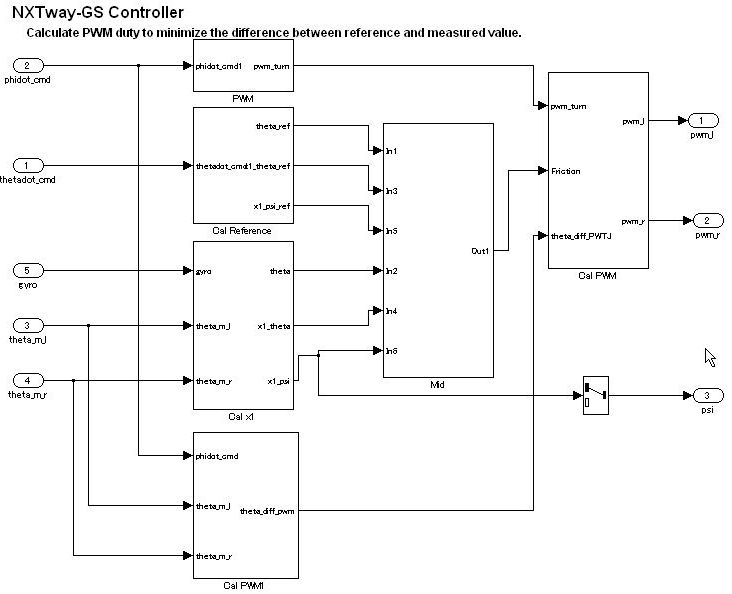 NXTway-GS Controller
Calculate PWM duty to minimize the difference between reference and measured value.
2
phidot_cmd
phidot_cmd1 pwm_turn
PWM
1
thetadot_cmd
theta_ref
thetadot_cmd1_theta_ref
x1_psi_ref
Cal Reference
5
gyro
3
theta_m_l
4
theta_m_r
gyro theta
theta_m_l x1_theta
theta_m_r x1_psi
Cal x1
phidot_cmd
theta_m_l theta_diff_pwm
theta_m_r
Cal PWM1
In1
In3
In5
In2
In4
In6
Out1
Mid
pwm_turn
Friction
theta_diff_PWTJ
pwm_l
pwm_r
Cal PWM
1
pwm_l
2
pwm_r
0
3
psi